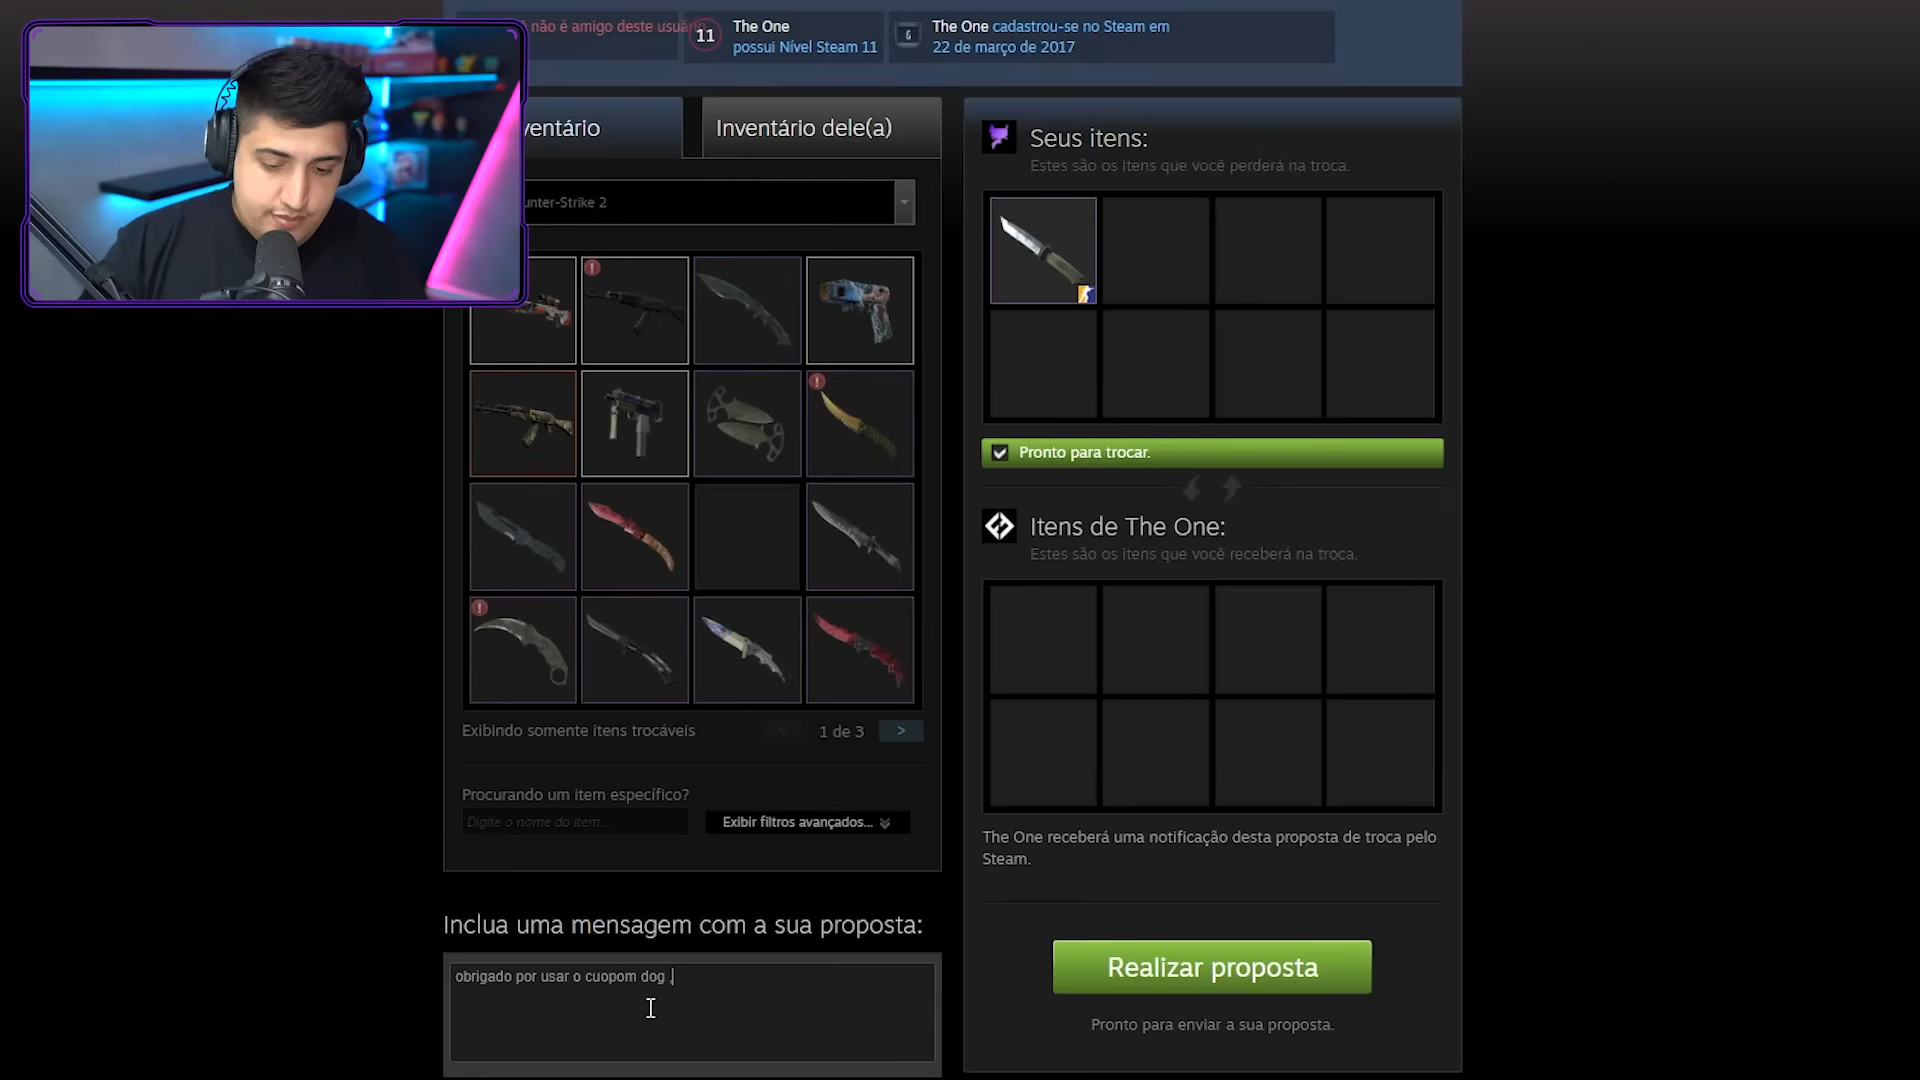 não é amigo deste usuário
11
The One
possui Nível Steam 11
6
The One cadastrou-se no Steam em
22 de março de 2017
ventário
Inventário dele(a)
unter-Strike 2
Seus itens:
Estes são os itens que você perderá na troca.
Pronto para trocar.
Itens de The One:
Estes são os itens que você receberá na troca.
Exibindo somente itens trocáveis
<
1 de 3
>
Procurando um item específico?
Digite o nome do item...
Exibir filtros avançados...
The One receberá uma notificação desta proposta de troca pelo
Steam.
Inclua uma mensagem com a sua proposta:
obrigado por usar o cuopom dog ,
Realizar proposta
Pronto para enviar a sua proposta.